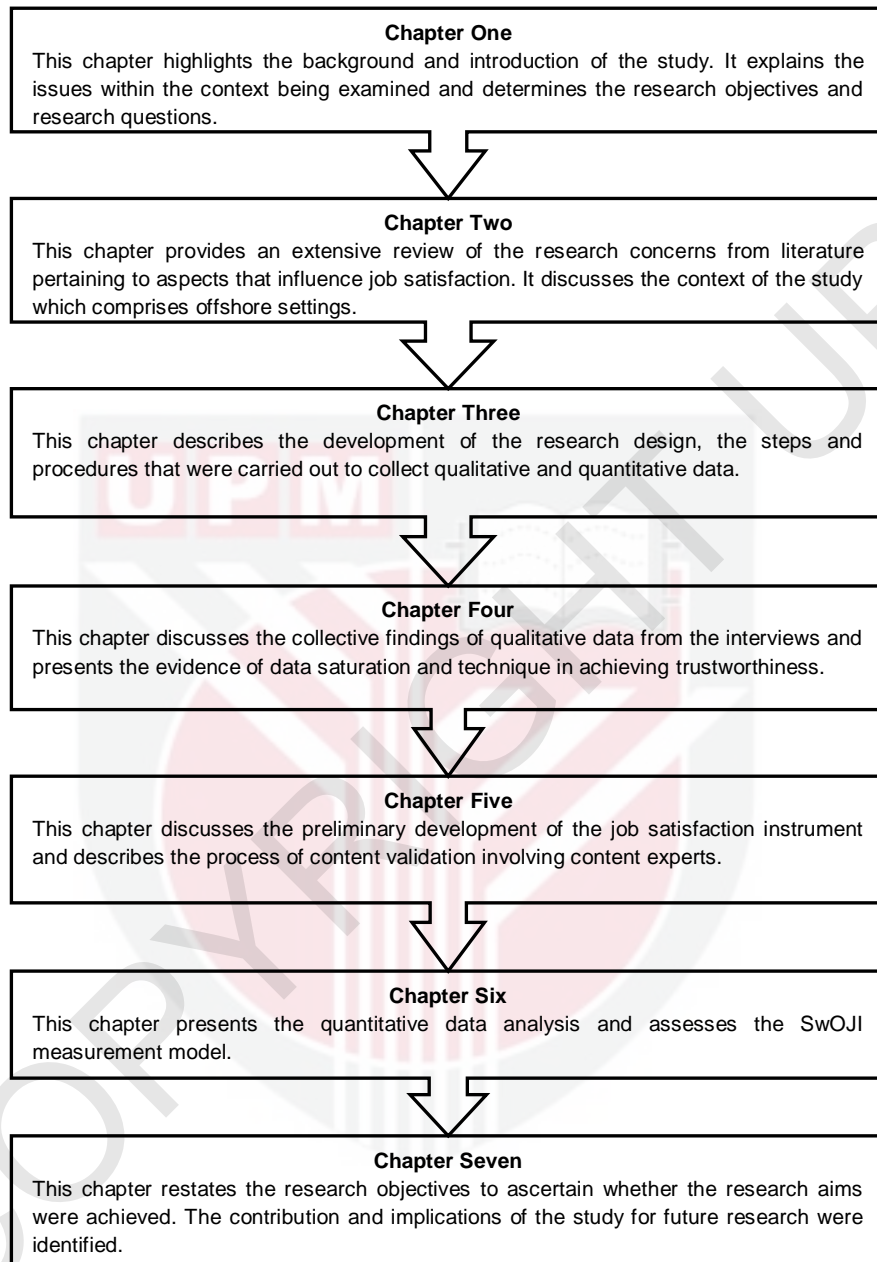 Chapter One
This chapter highlights the background and introduction of the study. It explains the
issues within the context being examined and determines the research objectives and
research questions.
Chapter Two
This chapter provides an extensive review of the research concerns from literature
pertaining to aspects that influence job satisfaction. It discusses the context of the study
which comprises offshore settings.
Chapter Three
This chapter describes the development of the research design, the steps and
procedures that were carried out to collect qualitative and quantitative data.
UPM
Chapter Four
This chapter discusses the collective findings of qualitative data from the interviews and
presents the evidence of data saturation and technique in achieving trustworthiness.
Chapter Five
This chapter discusses the preliminary development of the job satisfaction instrument
and describes the process of content validation involving content experts.
Chapter Six
This chapter presents the quantitative data analysis and assesses the SwOJI
measurement model.
Chapter Seven
This chapter restates the research objectives to ascertain whether the research aims
were achieved. The contribution and implications of the study for future research were
identified.
COPYRIGHT UP